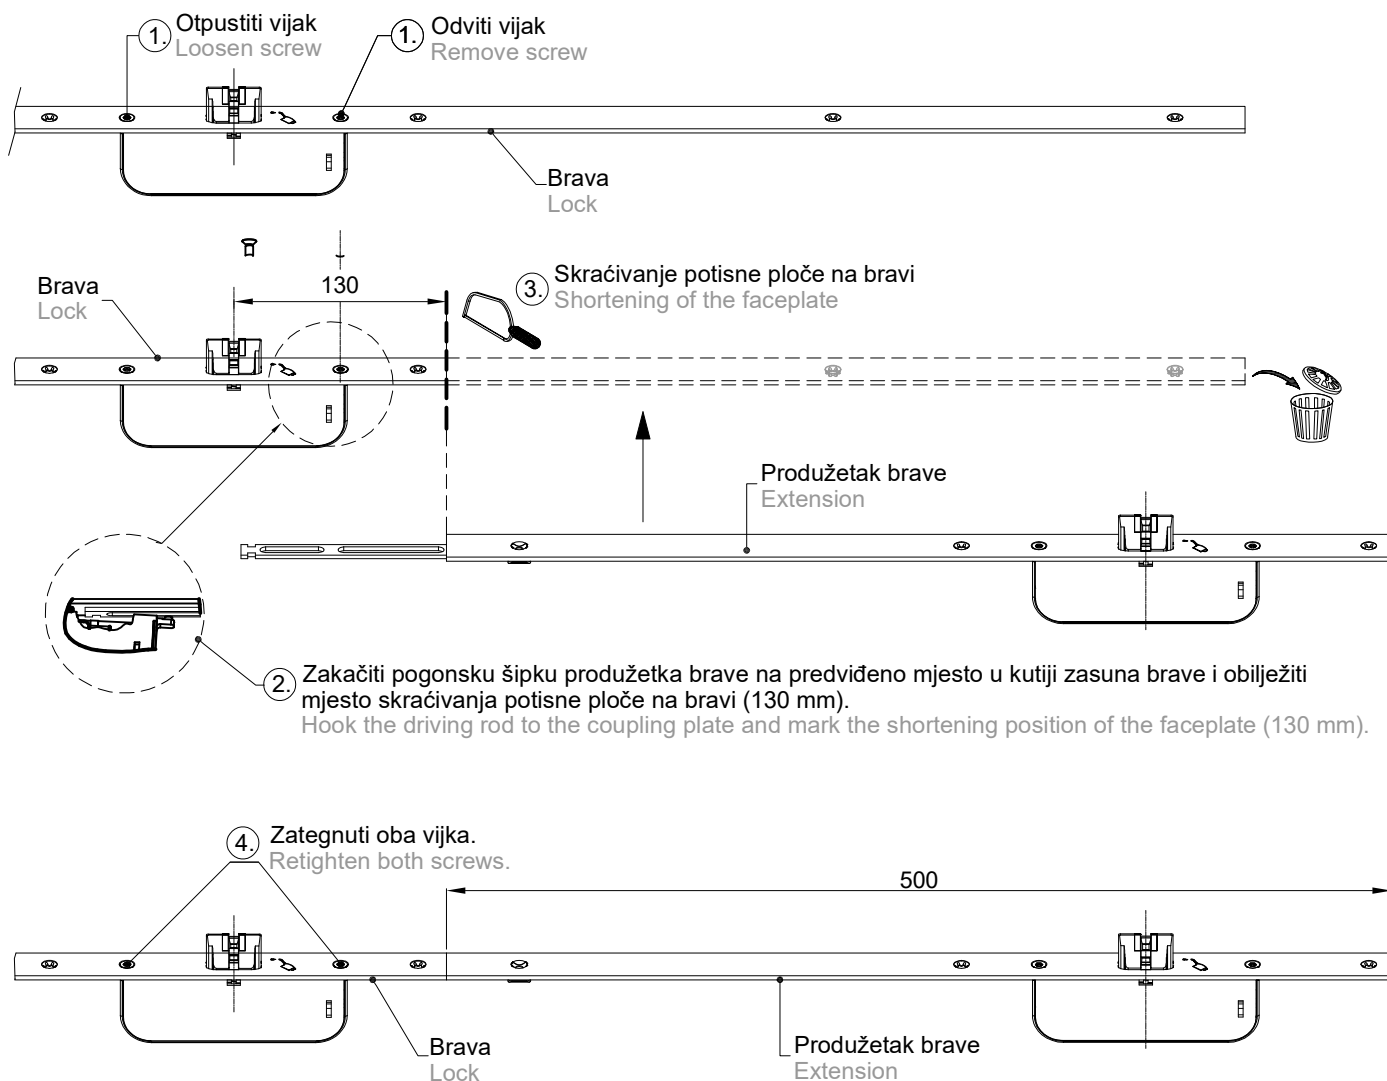 1.
Otpustiti vijak
Loosen screw
1.
Odviti vijak
Remove screw
Brava
Lock
Brava
Lock
130
3.
Skraćivanje potisne ploče na bravi
Shortening of the faceplate
Produžetak brave
Extension
2.
Zakačiti pogonsku šipku produžetka brave na predviđeno mjesto u kutiji zasuna brave i obilježiti
mjesto skraćivanja potisne ploče na bravi (130 mm).
Hook the driving rod to the coupling plate and mark the shortening position of the faceplate (130 mm).
4.
Zategnuti oba vijka.
Retighten both screws.
500
Brava
Lock
Produžetak brave
Extension